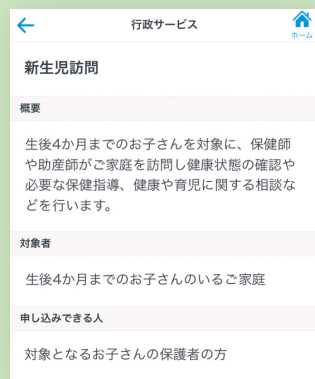 行政サービス
ホーム
新生児訪問
概要
生後4か月までのお子さんを対象に、保健師
や助産師がご家庭を訪問し健康状態の確認や
必要な保健指導、健康や育児に関する相談な
どを行います。
対象者
生後4か月までのお子さんのいるご家庭
申し込みできる人
対象となるお子さんの保護者の方